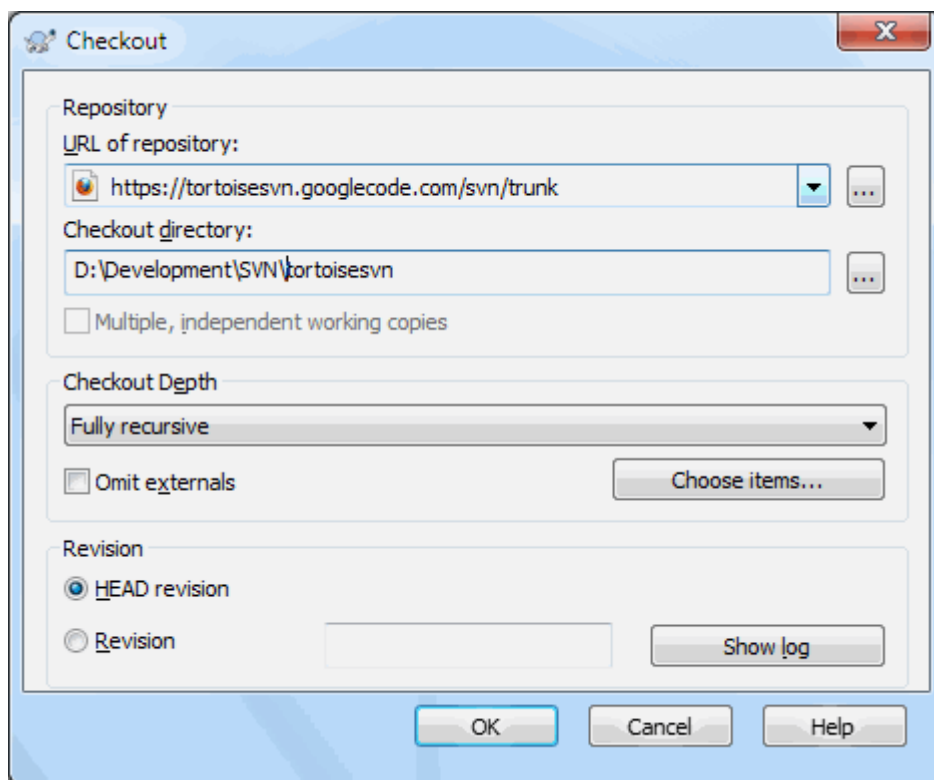 Checkout
Repository
URL of repository:
https://tortoisesvn.googlecode.com/svn/trunk
...
Checkout directory:
D:\Development\SVN\tortoisesvn
...
Multiple, independent working copies
Checkout Depth
Fully recursive
Omit externals
Choose items...
Revision
HEAD revision
Revision
Show log
OK
Cancel
Help